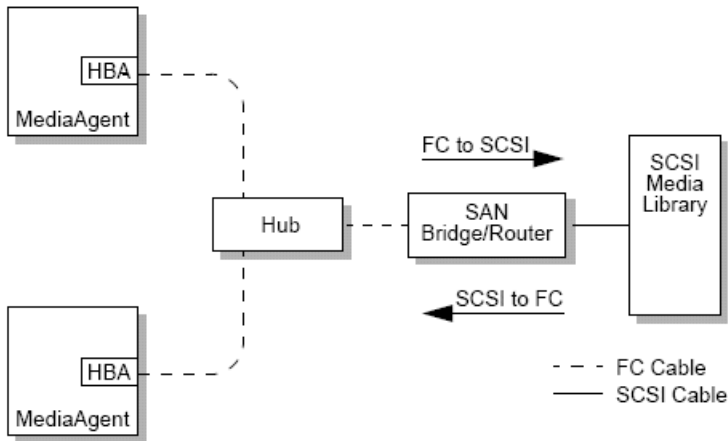 HBA
MediaAgent
FC to SCSI
SCSI
Media
Library
Hub
SAN
Bridge/Router
SCSI to FC
HBA
MediaAgent
FC Cable
SCSI Cable